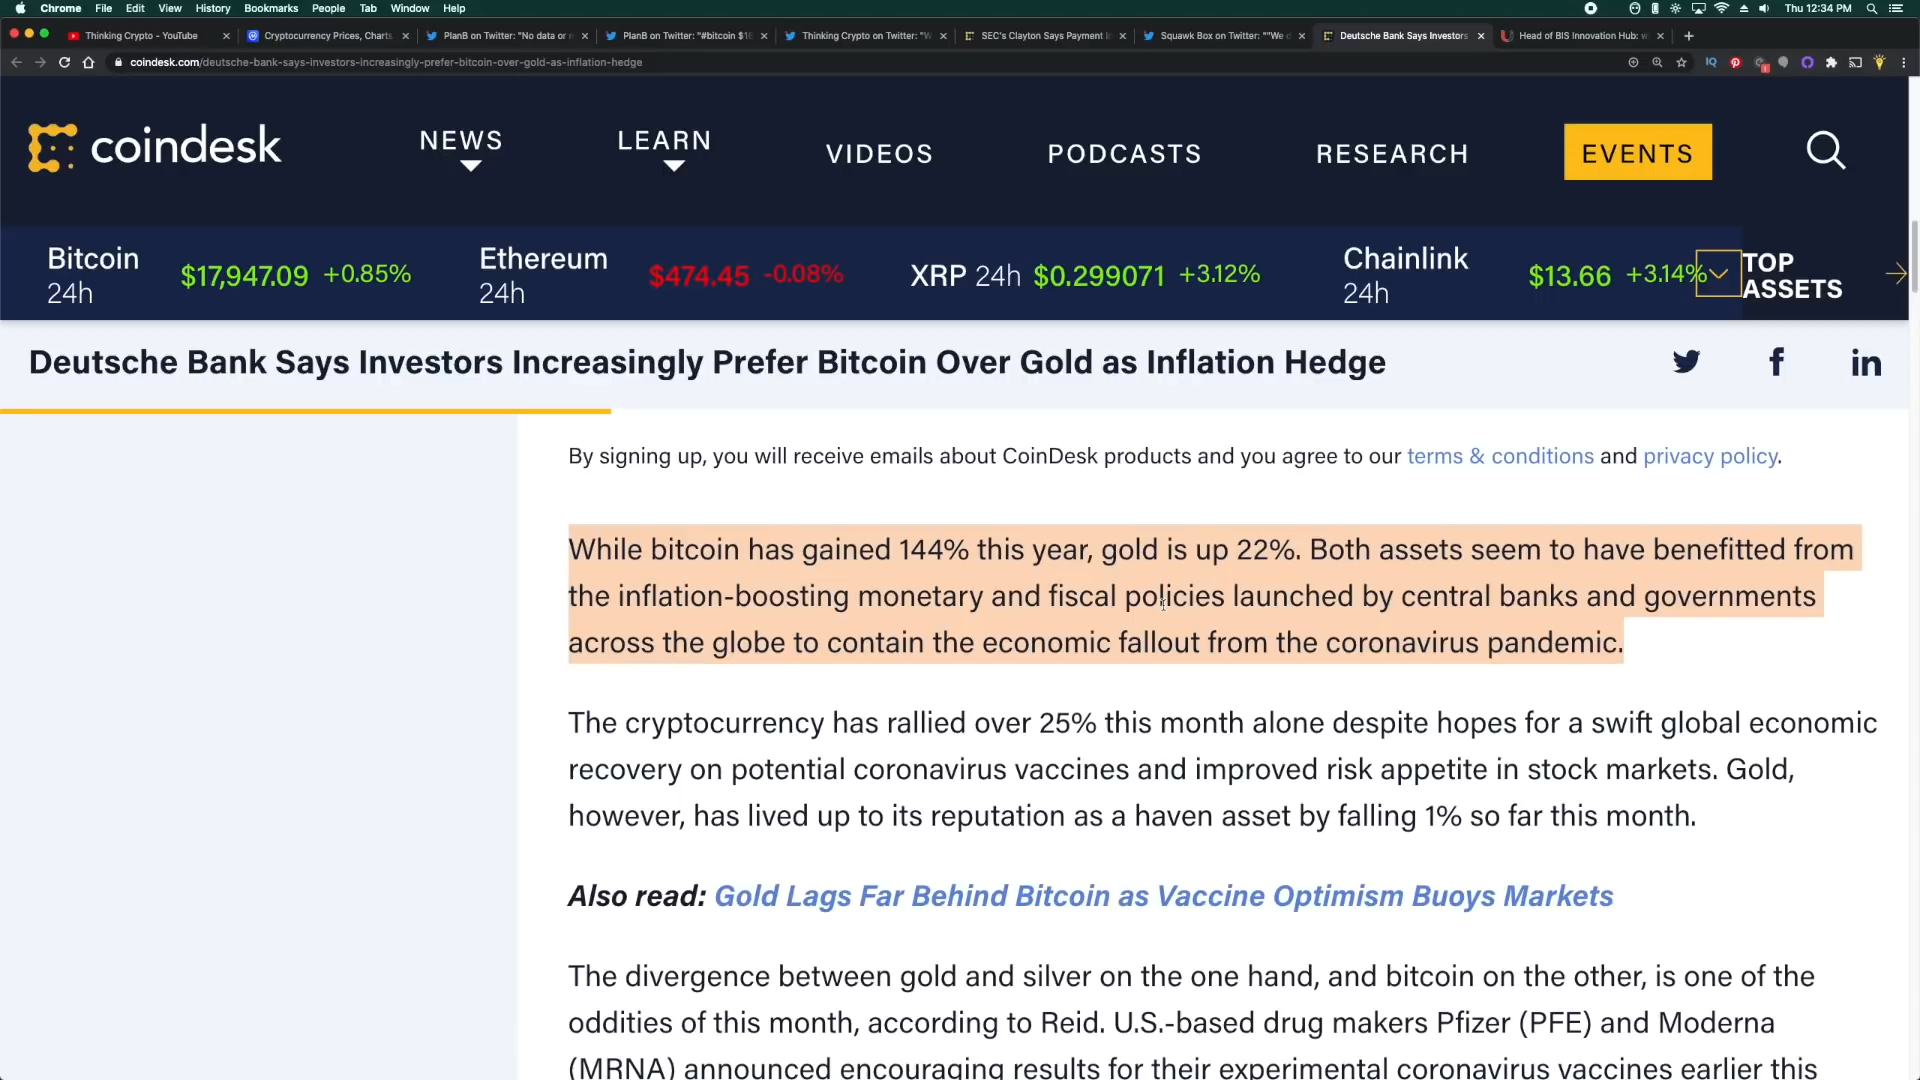 Chrome File Edit View History Bookmarks People Tab Window Help Thu 12:34 PM
Thinking Crypto - YouTube Cryptocurrency Prices, Charts PlanB on Twitter: "No data or n PlanB on Twitter: "#bitcoin $16 Thinking Crypto on Twitter: "W SEC's Clayton Says Payment I Squawk Box on Twitter: ""We d Deutsche Bank Says Investors Head of BIS Innovation Hub: w
coindesk.com/deutsche-bank-says-investors-increasingly-prefer-bitcoin-over-gold-as-inflation-hedge
coindesk NEWS LEARN VIDEOS PODCASTS RESEARCH EVENTS
Bitcoin 24h $17,947.09 +0.85% Ethereum 24h $474.45 -0.08% XRP 24h $0.299071 +3.12% Chainlink 24h $13.66 +3.14% TOP ASSETS
Deutsche Bank Says Investors Increasingly Prefer Bitcoin Over Gold as Inflation Hedge
By signing up, you will receive emails about CoinDesk products and you agree to our terms & conditions and privacy policy.
While bitcoin has gained 144% this year, gold is up 22%. Both assets seem to have benefitted from
the inflation-boosting monetary and fiscal policies launched by central banks and governments
across the globe to contain the economic fallout from the coronavirus pandemic.
The cryptocurrency has rallied over 25% this month alone despite hopes for a swift global economic
recovery on potential coronavirus vaccines and improved risk appetite in stock markets. Gold,
however, has lived up to its reputation as a haven asset by falling 1% so far this month.
Also read: Gold Lags Far Behind Bitcoin as Vaccine Optimism Buoys Markets
The divergence between gold and silver on the one hand, and bitcoin on the other, is one of the
oddities of this month, according to Reid. U.S.-based drug makers Pfizer (PFE) and Moderna
(MRNA) announced encouraging results for their experimental coronavirus vaccines earlier this